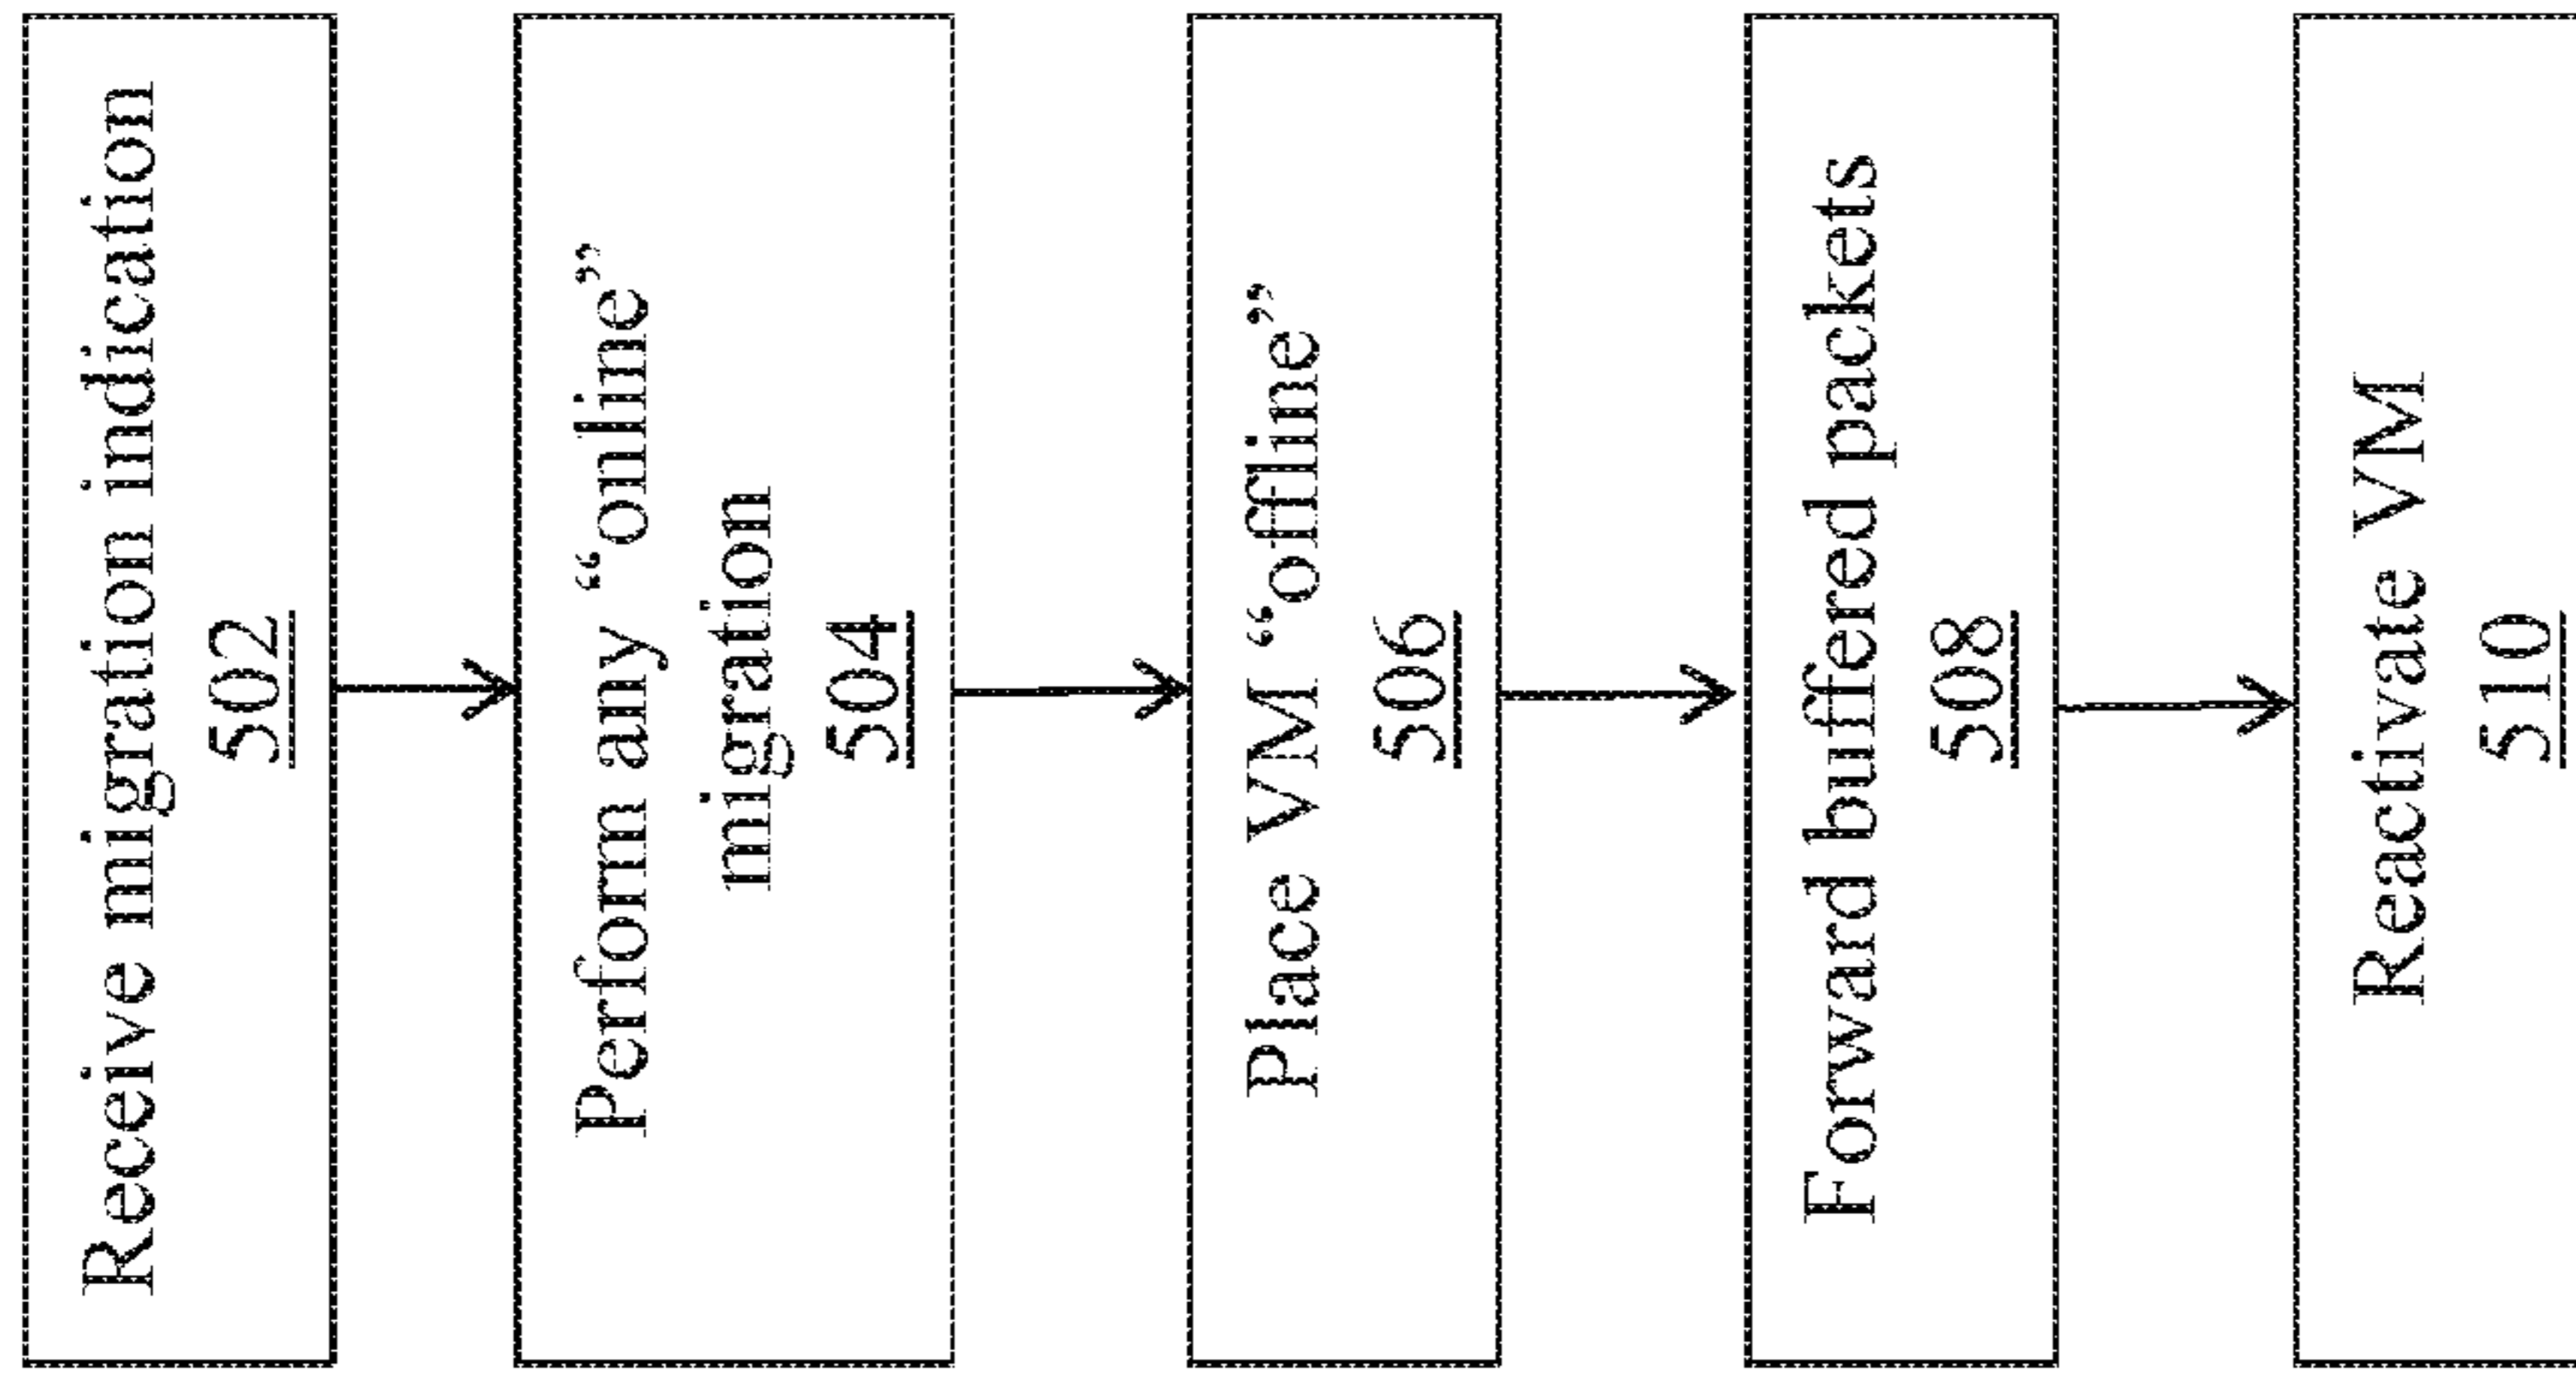 Receive migration indication
502
Perform any “online”
migration
504
Place VM “offline”
506
Forward buffered packets
508
Reactivate VM
510